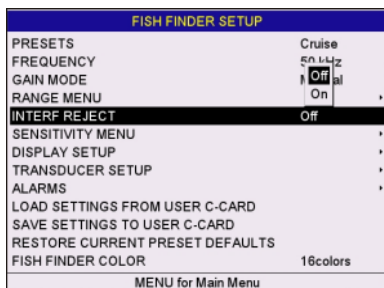 FISH FINDER SETUP
PRESETS Cruise
FREQUENCY 50 kHz
GAIN MODE
Off
On
RANGE MENU
INTERF REJECT Off
SENSITIVITY MENU
DISPLAY SETUP
TRANSDUCER SETUP
ALARMS
LOAD SETTINGS FROM USER C-CARD
SAVE SETTINGS TO USER C-CARD
RESTORE CURRENT PRESET DEFAULTS
FISH FINDER COLOR 16colors
MENU for Main Menu